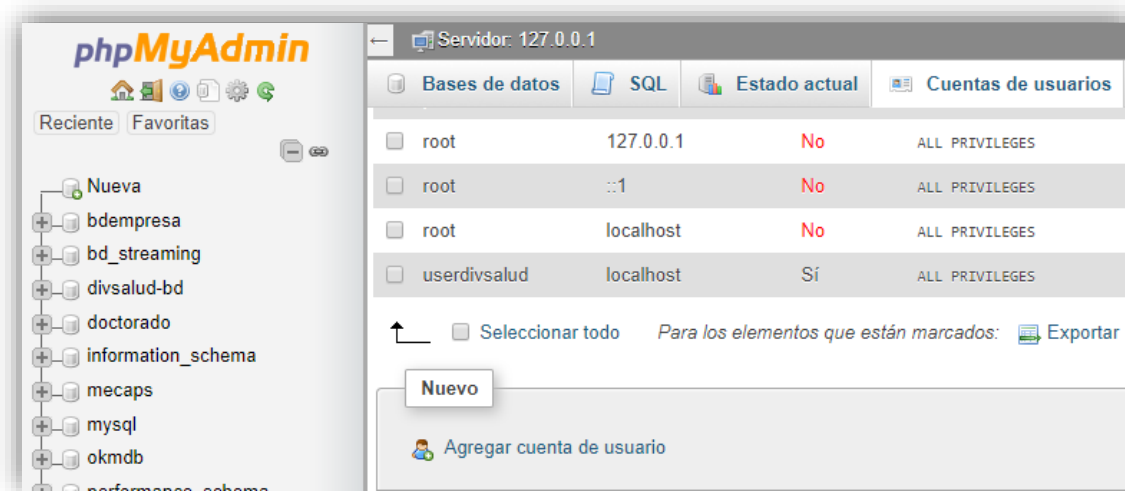 phpMyAdmin
Reciente Favoritas
Nueva
bdempresa
bd_streaming
divsalud-bd
doctorado
information_schema
mecaps
mysql
okmdb
performance_schema
Servidor: 127.0.0.1
Bases de datos SQL Estado actual Cuentas de usuarios
root 127.0.0.1 No ALL PRIVILEGES
root ::1 No ALL PRIVILEGES
root localhost No ALL PRIVILEGES
userdivsalud localhost Sí ALL PRIVILEGES
Seleccionar todo Para los elementos que están marcados: Exportar
Nuevo
Agregar cuenta de usuario